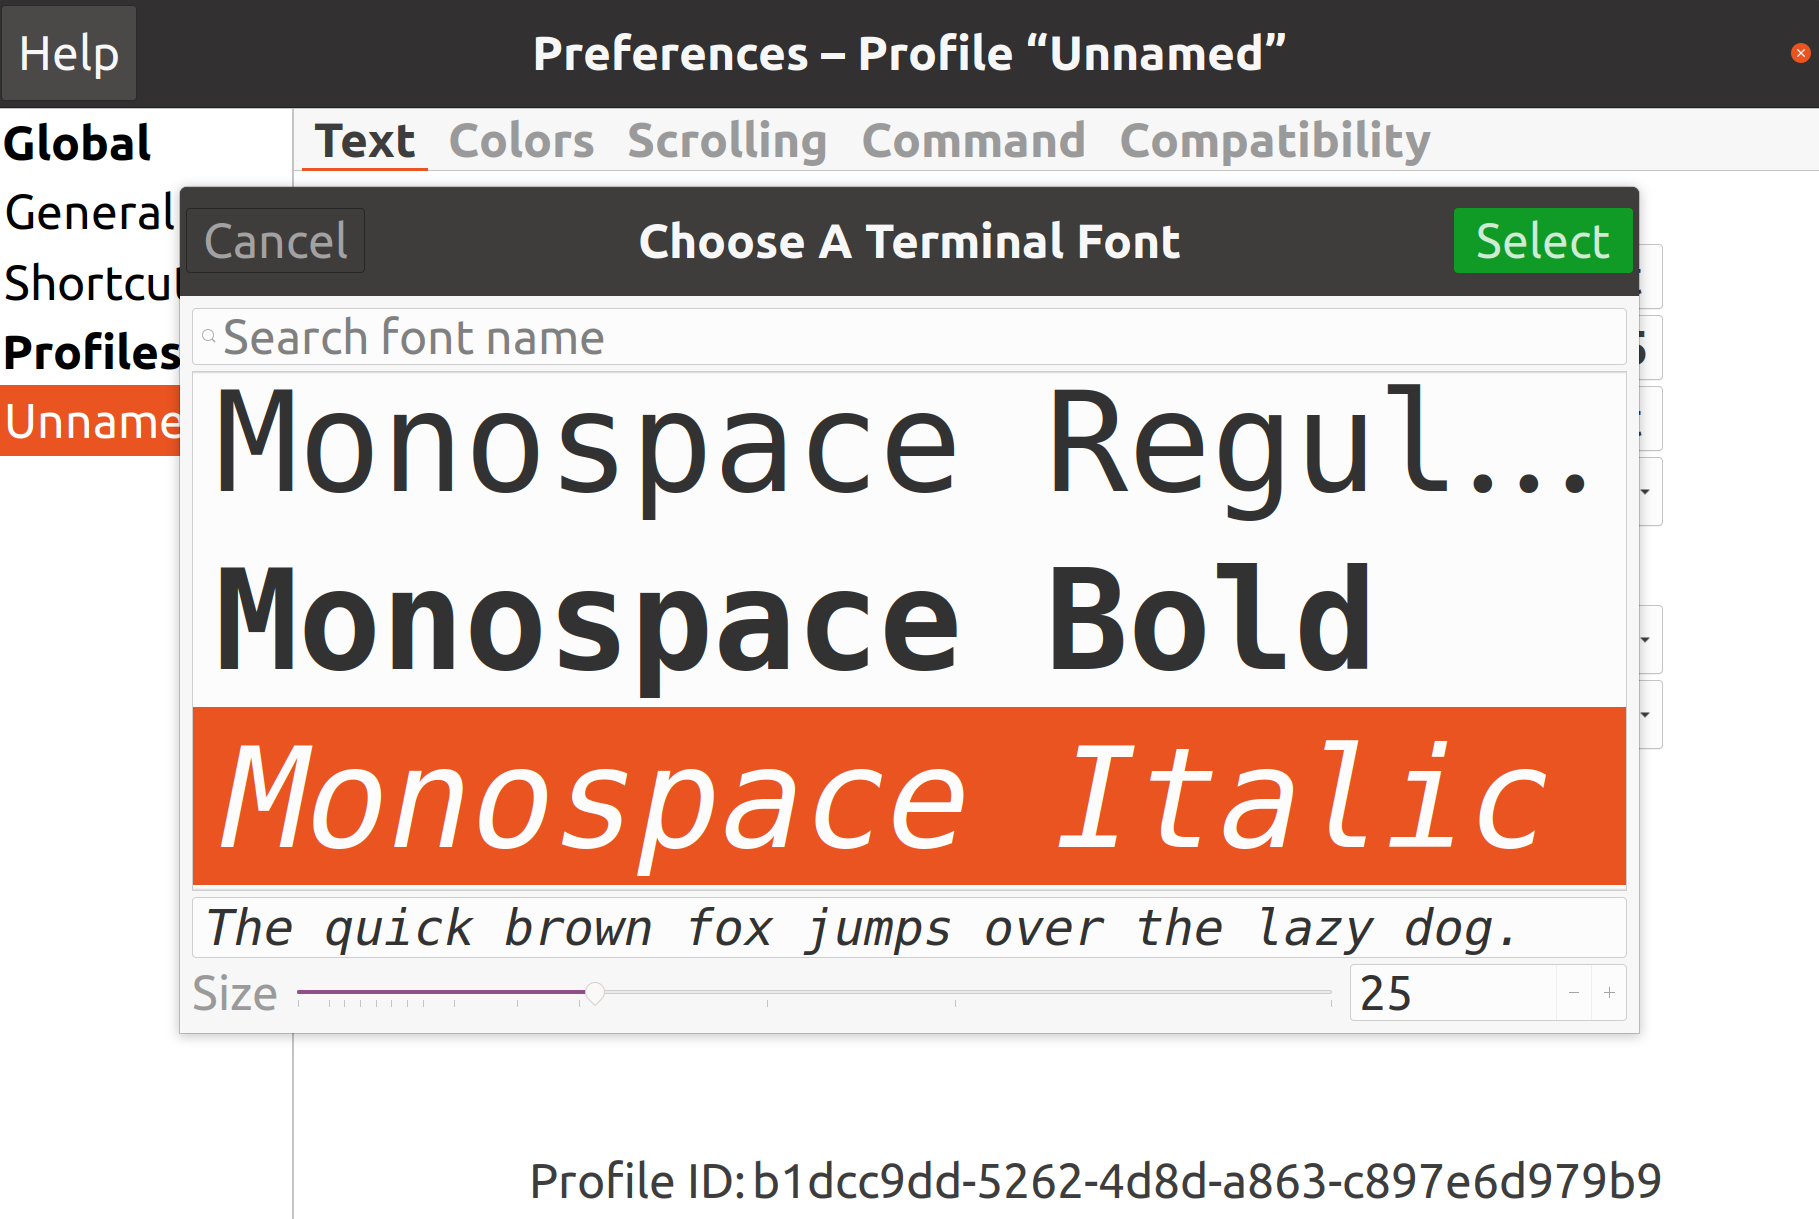 Help
Preferences – Profile “Unnamed”
Global
General
Profiles
Text Colors Scrolling Command Compatibility
Cancel
Choose A Terminal Font
Select
Search font name
Monospace Regul...
Monospace Bold
Monospace Italic
The quick brown fox jumps over the lazy dog.
Size
25
Profile ID: b1dcc9dd-5262-4d8d-a863-c897e6d979b9